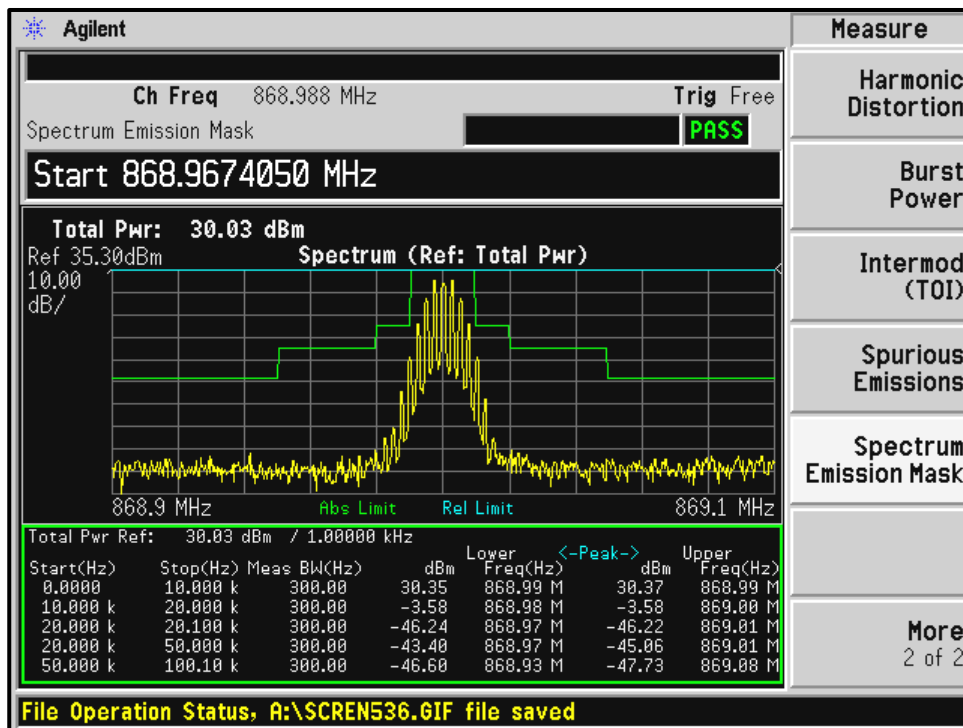 Agilent
Measure
Ch Freq 868.988 MHz Trig Free
Spectrum Emission Mask PASS
Start 868.9674050 MHz
Total Pwr: 30.03 dBm
Ref 35.30dBm Spectrum (Ref: Total Pwr)
10.00
dB/
868.9 MHz Abs Limit Rel Limit 869.1 MHz
Total Pwr Ref: 30.03 dBm / 1.00000 kHz
Lower <-Peak-> Upper
Start(Hz) Stop(Hz) Meas BW(Hz) dBm Freq(Hz) dBm Freq(Hz)
0.0000 10.000 k 300.00 30.35 868.99 M 30.37 868.99 M
10.000 k 20.000 k 300.00 -3.58 868.98 M -3.58 869.00 M
20.000 k 20.100 k 300.00 -46.24 868.97 M -46.22 869.01 M
20.000 k 50.000 k 300.00 -43.40 868.97 M -45.06 869.01 M
50.000 k 100.10 k 300.00 -46.60 868.93 M -47.73 869.08 M
File Operation Status, A:\SCREN536.GIF file saved
Harmonic
Distortion
Burst
Power
Intermod
(TOI)
Spurious
Emissions
Spectrum
Emission Mask
More
2 of 2